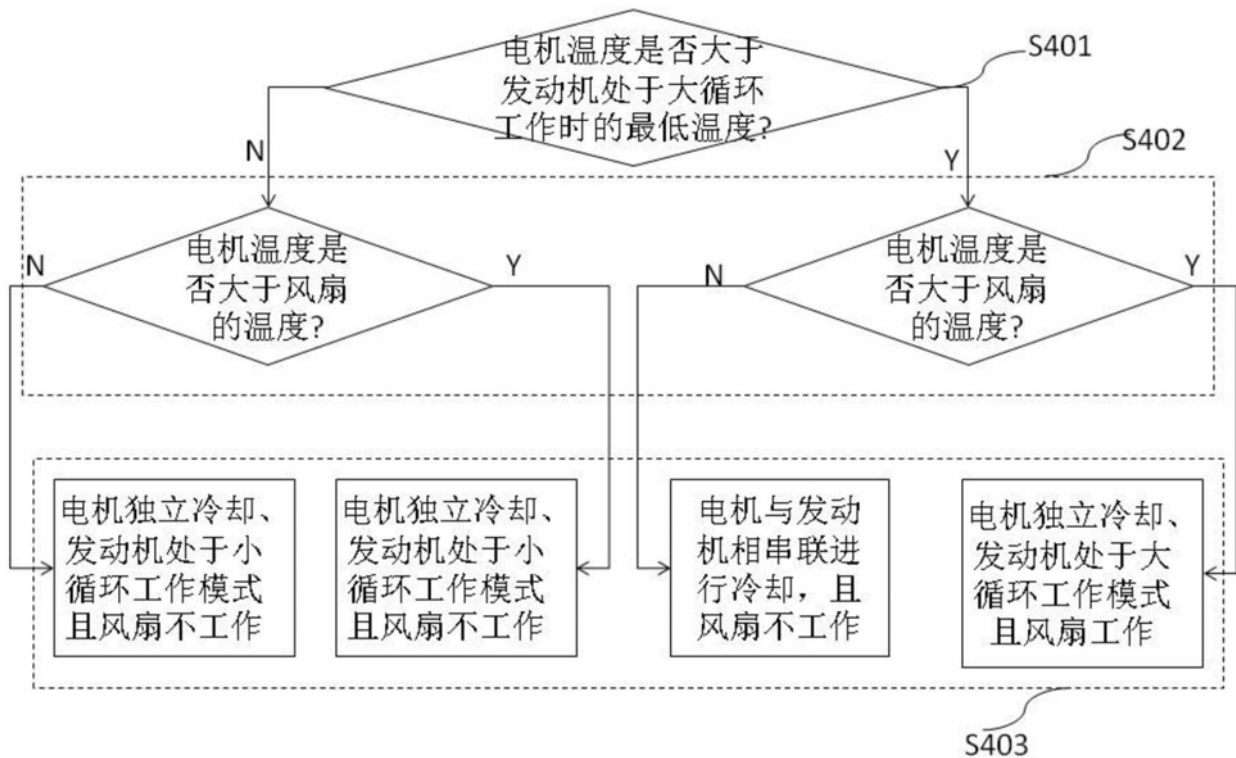 电机温度是否大于
发动机处于大循环
工作时的最低温度?
S401
N
Y
S402
电机温度是
否大于风扇
的温度?
N
Y
电机温度是
否大于风扇
的温度?
N
Y
电机独立冷却、
发动机处于小
循环工作模式
且风扇不工作
电机独立冷却、
发动机处于小
循环工作模式
且风扇不工作
电机与发动
机相串联进
行冷却，且
风扇不工作
电机独立冷却、
发动机处于大
循环工作模式
且风扇工作
S403